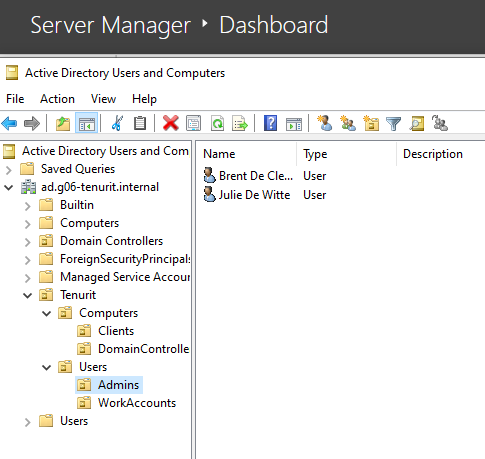 Server Manager ‣ Dashboard
Active Directory Users and Computers
File Action View Help
Active Directory Users and Com
Saved Queries
ad.g06-tenurit.internal
Builtin
Computers
Domain Controllers
ForeignSecurityPrincipals
Managed Service Accour
Tenurit
Computers
Clients
DomainControlle
Users
Admins
WorkAccounts
Users
Name Type Description
Brent De Cle... User
Julie De Witte User